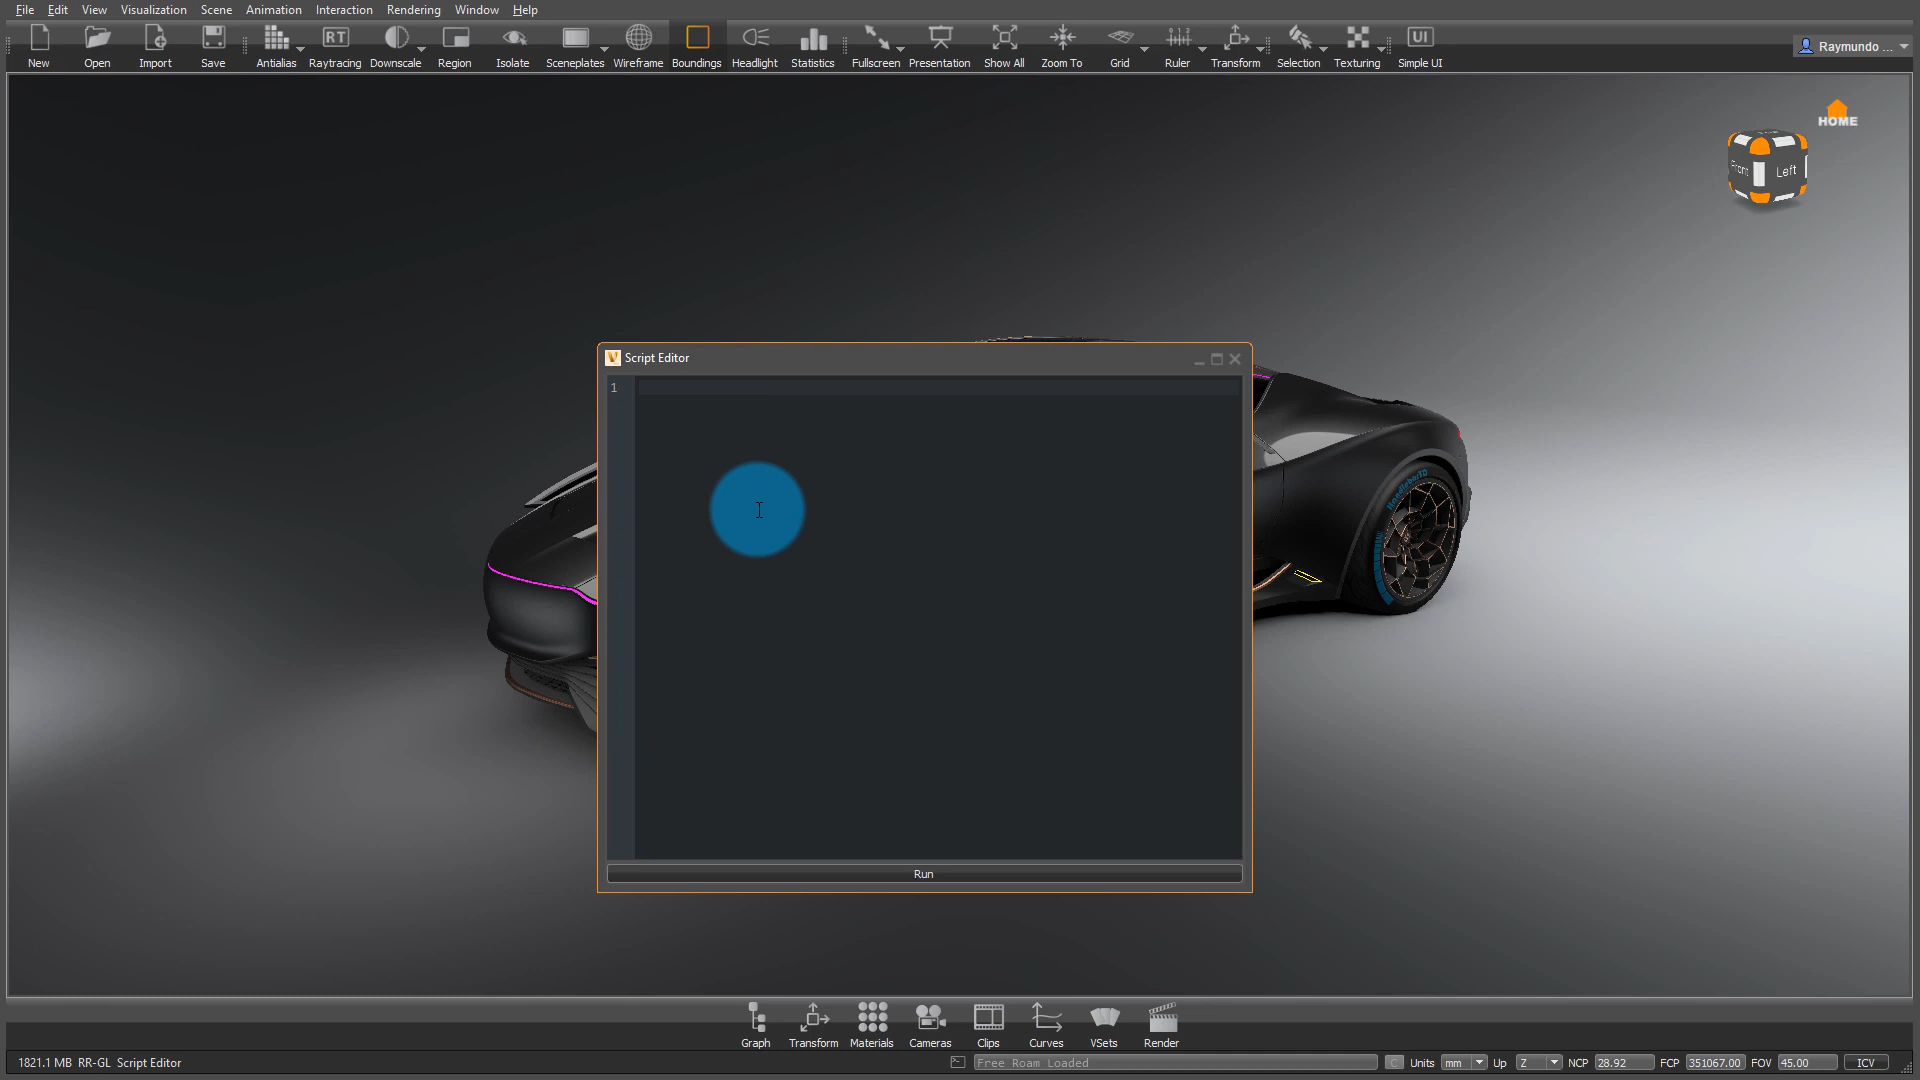 File Edit View Visualization Scene Animation Interaction Rendering Window Help
RT UI
New Open Import Save Antialias Raytracing Downscale Region Isolate Sceneplates Wireframe Boundings Headlight Statistics Fullscreen Presentation Show All Zoom To Grid Ruler Transform Selection Texturing Simple UI
Raymundo ...
HOME
Front Left
V Script Editor
1
Run
Graph Transform Materials Cameras Clips Curves VSets Render
1821.1 MB RR-GL Script Editor Free Roam Loaded C Units mm Up Z NCP 28.92 FCP 351067.00 FOV 45.00 ICV